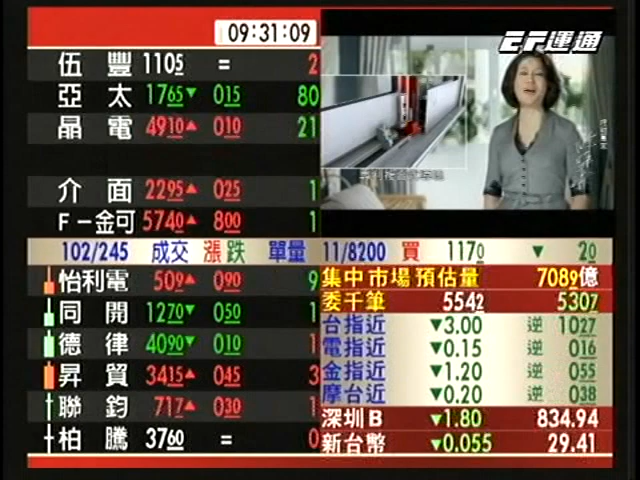 09:31:09
EF運通
伍豐 1105 = 2
亞太 1765▼ 015 80
晶電 4910▲ 010 21
介面 2295▲ 025 1
F－金可 5740▲ 800 1
102/245 成交 漲跌 單量 11/8200 買 1170 ▼ 20
怡利電 509▲ 090 9
同開 1270▼ 050 1
德律 4090▼ 010 1
昇貿 3415▲ 045 3
聯鈞 717▲ 030 1
柏騰 3760 = 0
集中市場預估量 7089億
委千筆 5542 5307
台指近 ▼3.00 逆 1027
電指近 ▼0.15 逆 016
金指近 ▼1.20 逆 055
摩台近 ▼0.20 逆 038
深圳B ▼1.80 834.94
新台幣 ▼0.055 29.41